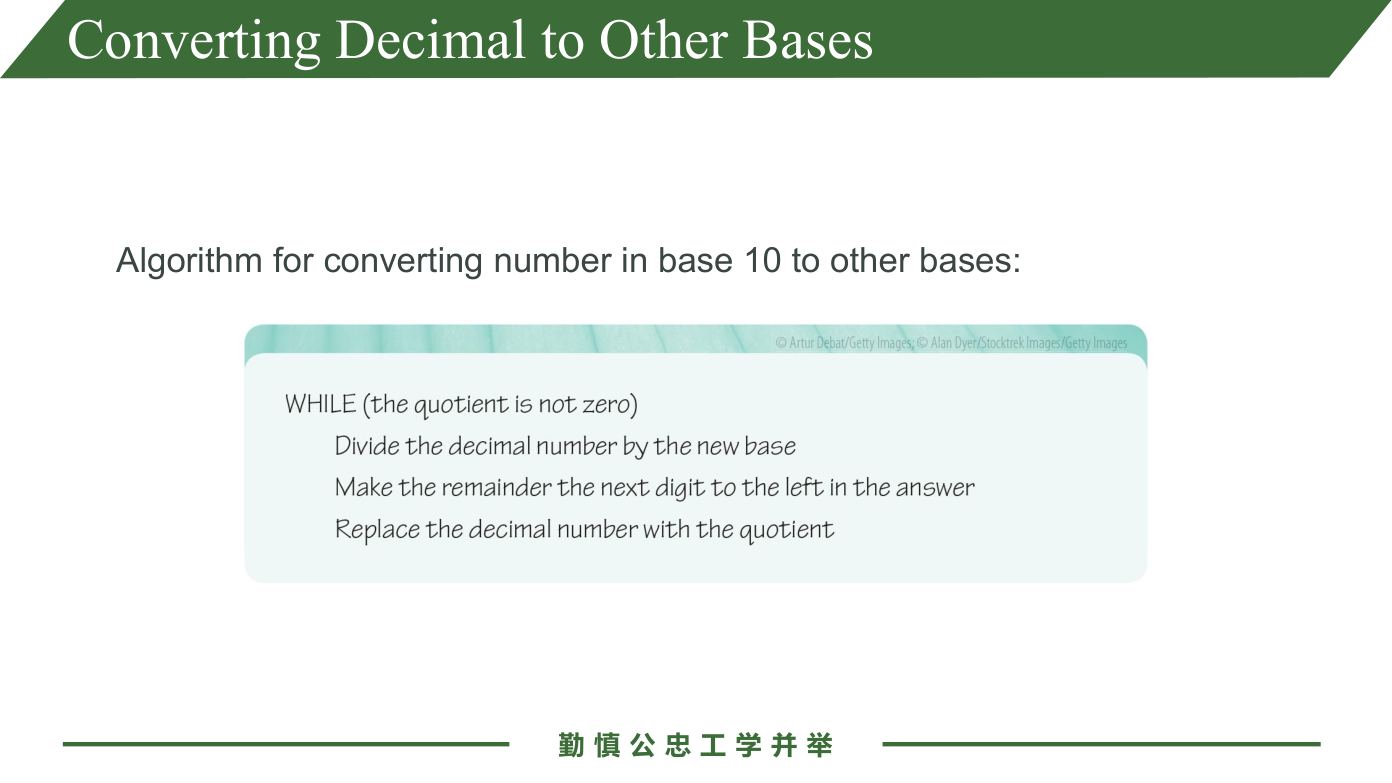 Converting Decimal to Other Bases
Algorithm for converting number in base 10 to other bases:
© Artur Debat/Getty Images; © Alan Dyer/Stocktrek Images/Getty Images
WHILE (the quotient is not zero)
Divide the decimal number by the new base
Make the remainder the next digit to the left in the answer
Replace the decimal number with the quotient
勤慎公忠工学并举